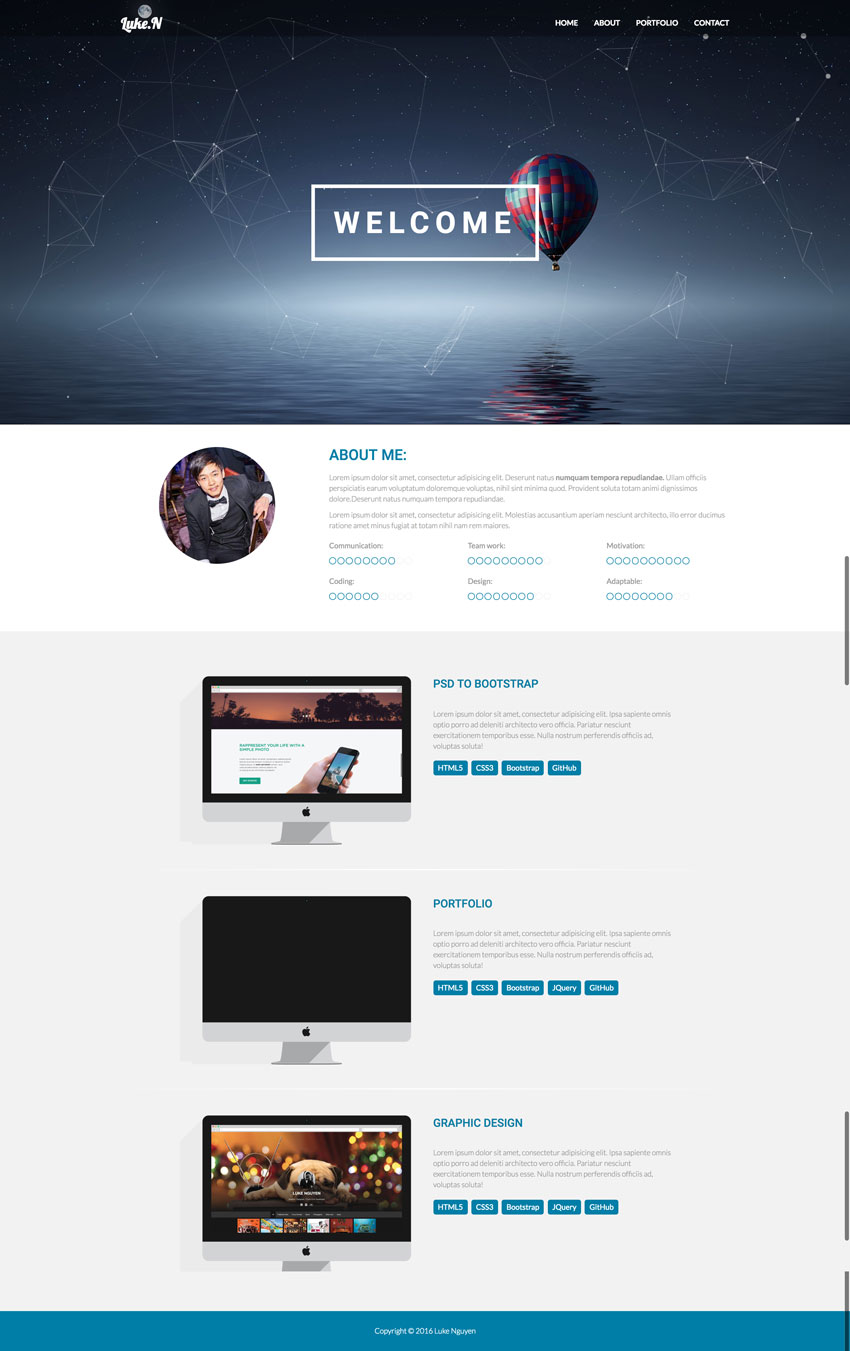 Luke.N
HOME ABOUT PORTFOLIO CONTACT
WELCOME
ABOUT ME:
Lorem ipsum dolor sit amet, consectetur adipisicing elit. Deserunt natus numquam tempora repudiandae. Ullam officiis
perspiciatis earum voluptatum doloremque voluptas, nihil sint minima quod. Provident soluta totam animi dignissimos
dolore.Deserunt natus numquam tempora repudiandae.
Lorem ipsum dolor sit amet, consectetur adipisicing elit. Molestias accusantium aperiam nesciunt architecto, illo error ducimus
ratione amet minus fugiat at totam nihil nam rem maiores.
Communication: Team work: Motivation:
Coding: Design: Adaptable:
PSD TO BOOTSTRAP
Lorem ipsum dolor sit amet, consectetur adipisicing elit. Ipsa sapiente omnis
optio porro ad deleniti architecto vero officia. Pariatur nesciunt
exercitationem temporibus esse. Nulla nostrum perferendis officiis ad,
voluptas soluta!
HTML5 CSS3 Bootstrap GitHub
RAPPRESENT YOUR LIFE WITH A
SIMPLE PHOTO
PORTFOLIO
Lorem ipsum dolor sit amet, consectetur adipisicing elit. Ipsa sapiente omnis
optio porro ad deleniti architecto vero officia. Pariatur nesciunt
exercitationem temporibus esse. Nulla nostrum perferendis officiis ad,
voluptas soluta!
HTML5 CSS3 Bootstrap JQuery GitHub
GRAPHIC DESIGN
Lorem ipsum dolor sit amet, consectetur adipisicing elit. Ipsa sapiente omnis
optio porro ad deleniti architecto vero officia. Pariatur nesciunt
exercitationem temporibus esse. Nulla nostrum perferendis officiis ad,
voluptas soluta!
HTML5 CSS3 Bootstrap JQuery GitHub
LUKE NGUYEN
Copyright © 2016 Luke Nguyen